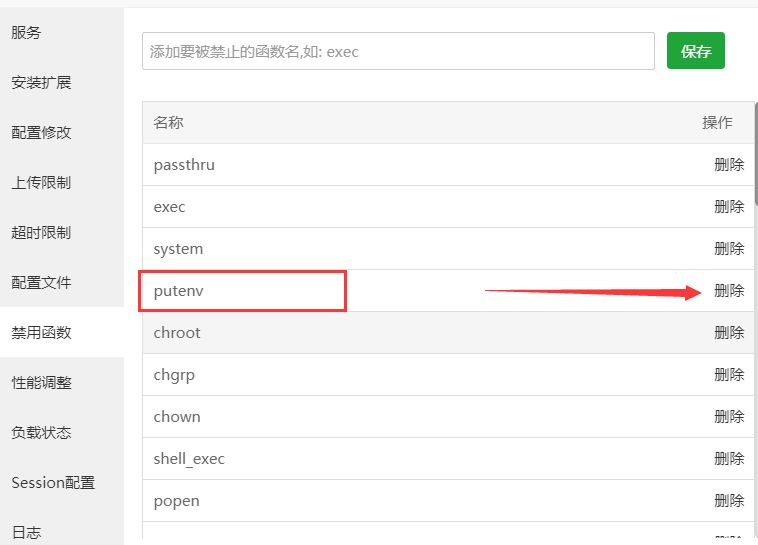 服务
安装扩展
配置修改
上传限制
超时限制
配置文件
禁用函数
性能调整
负载状态
Session配置
日志
添加要被禁止的函数名,如: exec
保存
名称 操作
passthru 删除
exec 删除
system 删除
putenv 删除
chroot 删除
chgrp 删除
chown 删除
shell_exec 删除
popen 删除